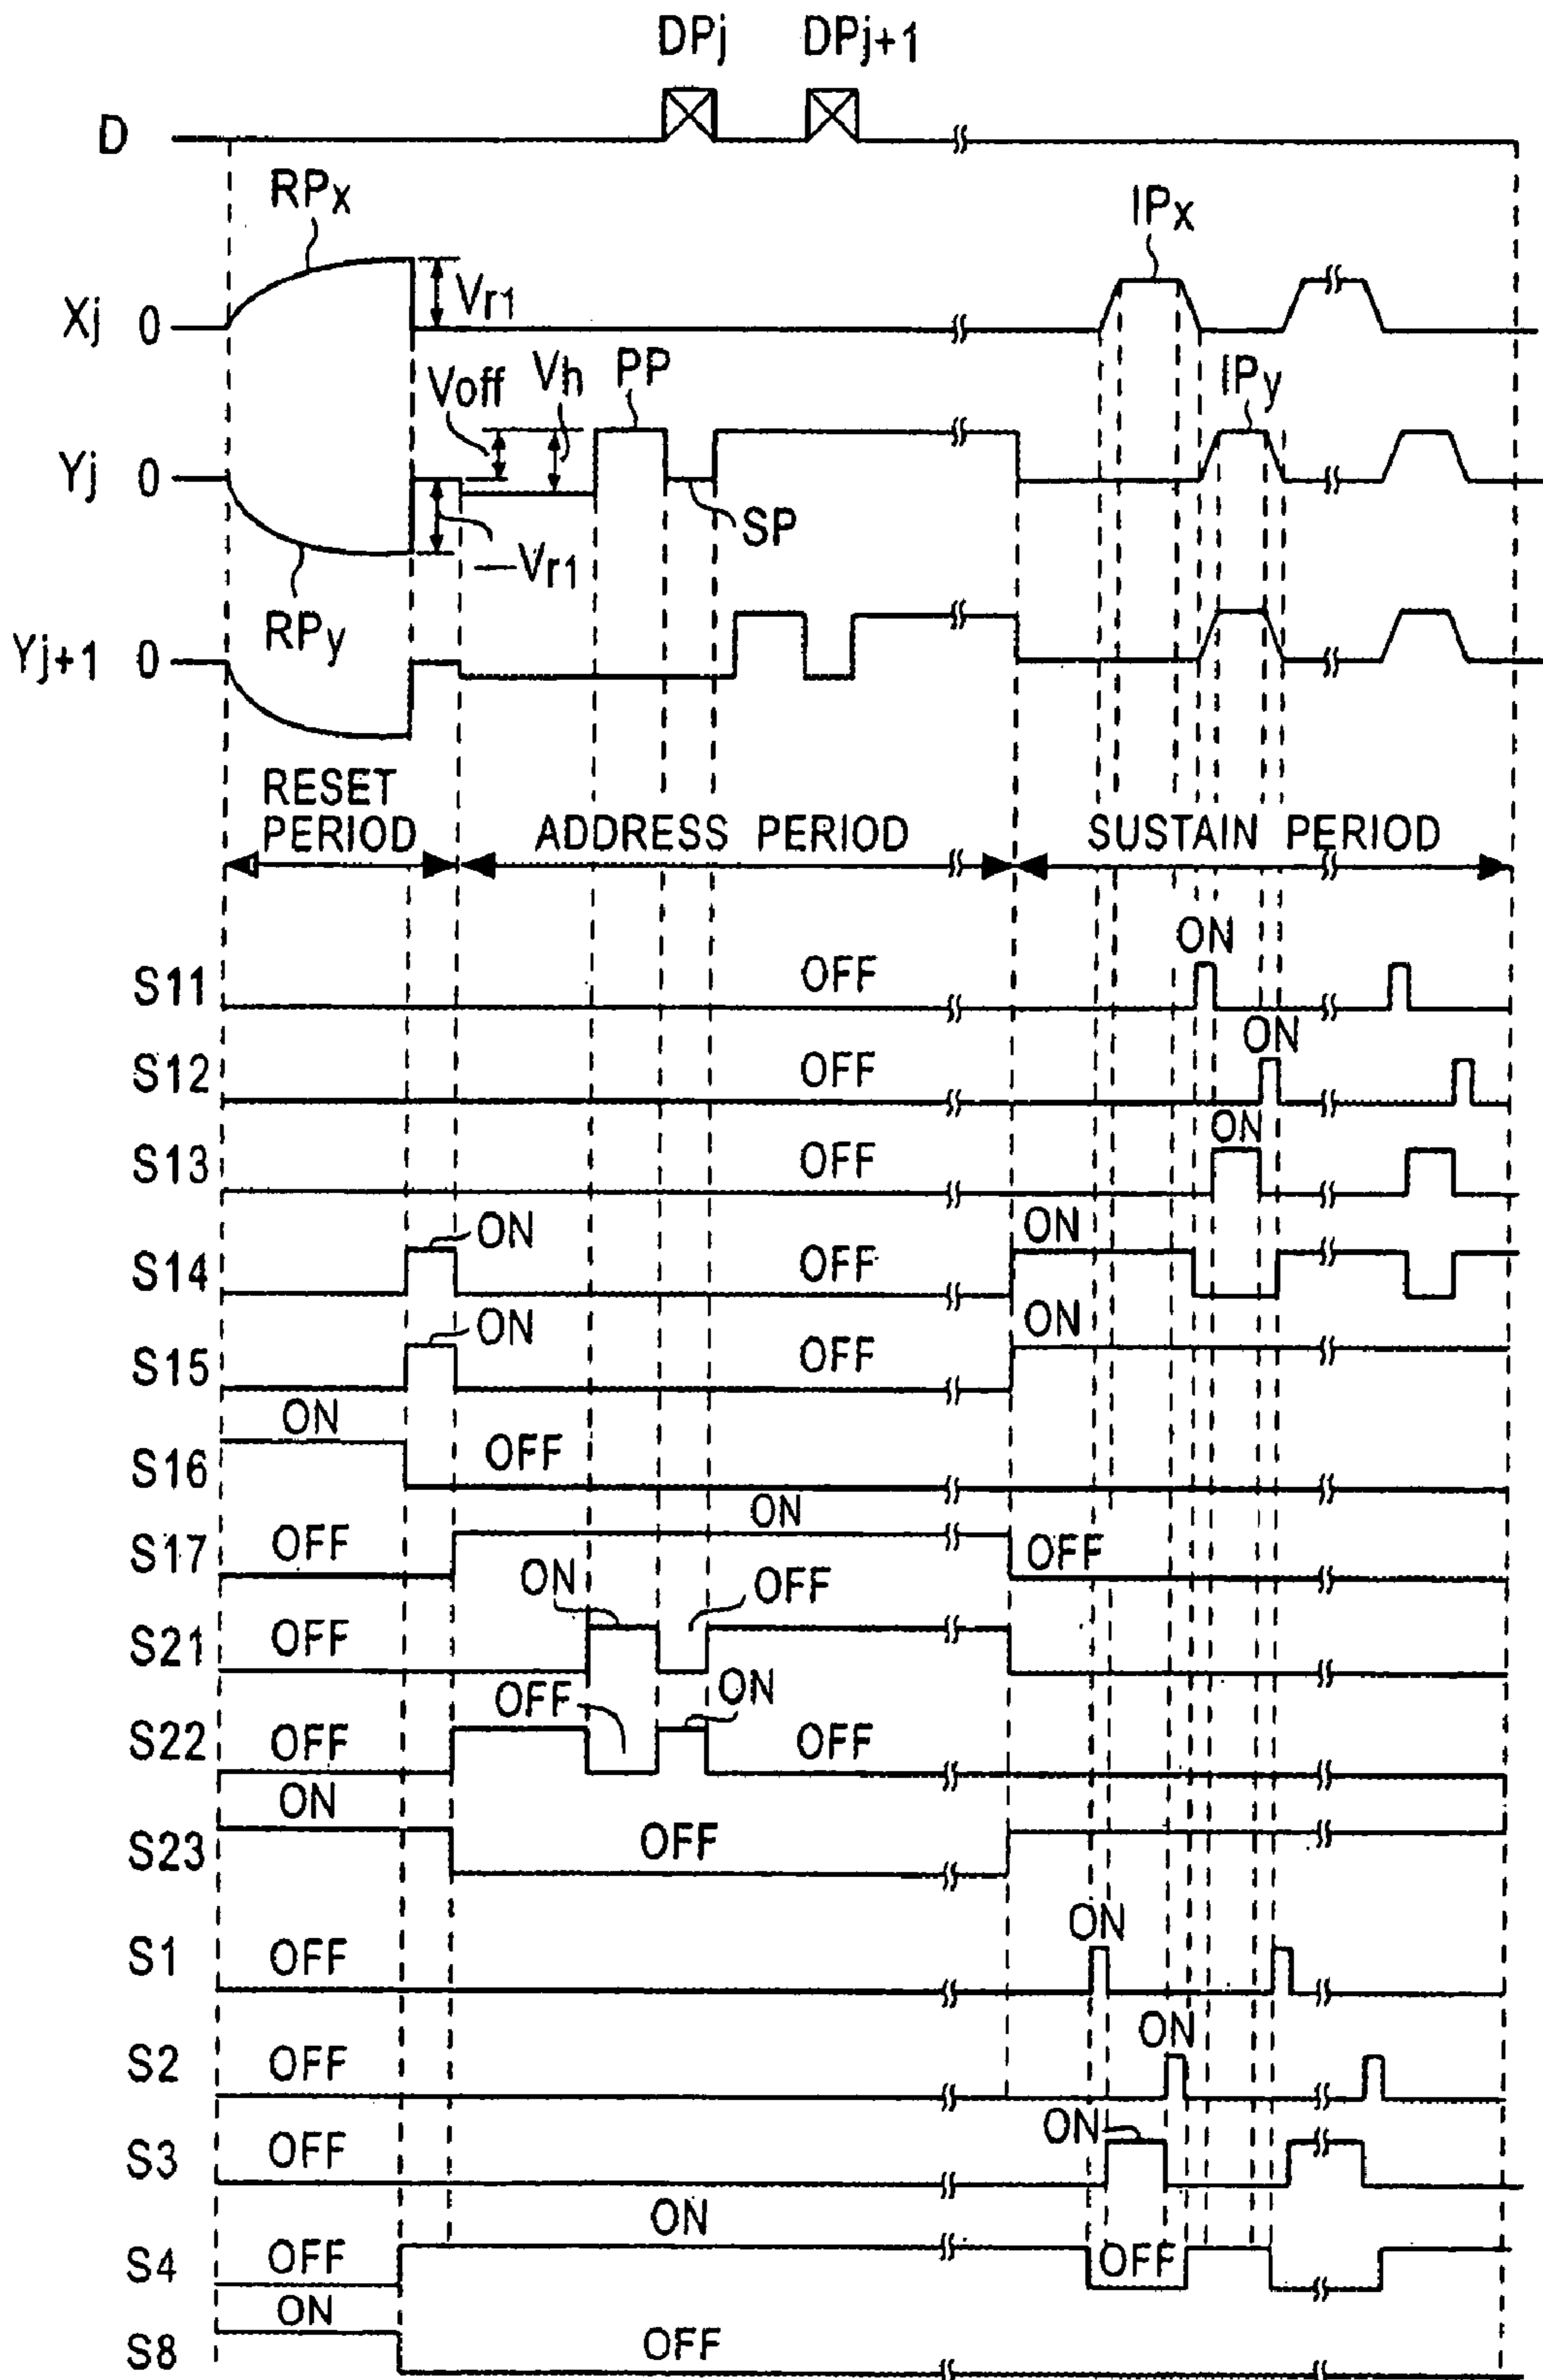 DPj DPj+1
D
RPx
IPx
Xj 0
Vr1
Voff Vh PP
IPy
Yj 0
SP
—Vr1
RPy
Yj+1 0
RESET
PERIOD
ADDRESS PERIOD
SUSTAIN PERIOD
ON
S11 OFF
ON
S12 OFF
ON
S13 OFF
ON ON
S14 OFF
ON ON
S15 OFF
ON
S16 OFF
ON
S17 OFF OFF
ON OFF
S21 OFF
OFF ON
S22 OFF OFF
ON
S23 OFF
ON
S1 OFF
ON
S2 OFF
ON
S3 OFF
ON
S4 OFF OFF
ON
S8 OFF